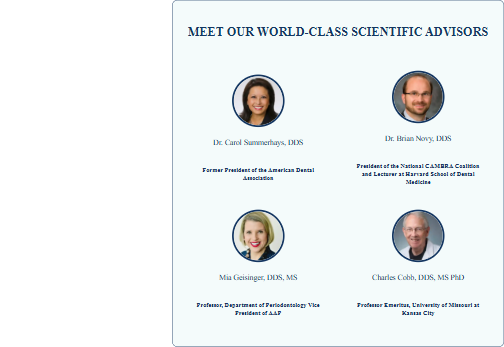 MEET OUR WORLD-CLASS SCIENTIFIC ADVISORS
Dr. Carol Summerhays, DDS
Former President of the American Dental
Association
Dr. Brian Novy, DDS
President of the National CAMBRA Coalition
and Lecturer at Harvard School of Dental
Medicine
Mia Geisinger, DDS, MS
Professor, Department of Periodontology Vice
President of AAP
Charles Cobb, DDS, MS PhD
Professor Emeritus, University of Missouri at
Kansas City